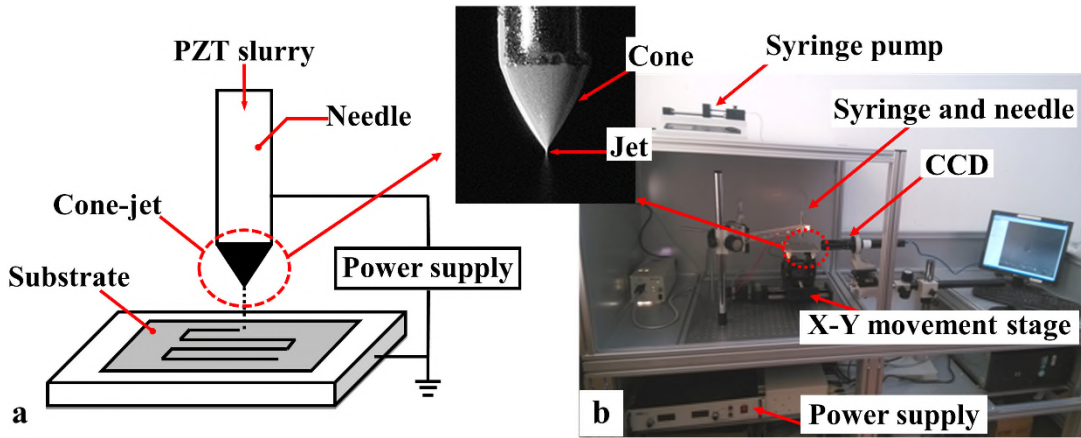 PZT slurry
Needle
Cone-jet
Substrate
Power supply
a
Cone
Jet
Syringe pump
Syringe and needle
CCD
X-Y movement stage
Power supply
b